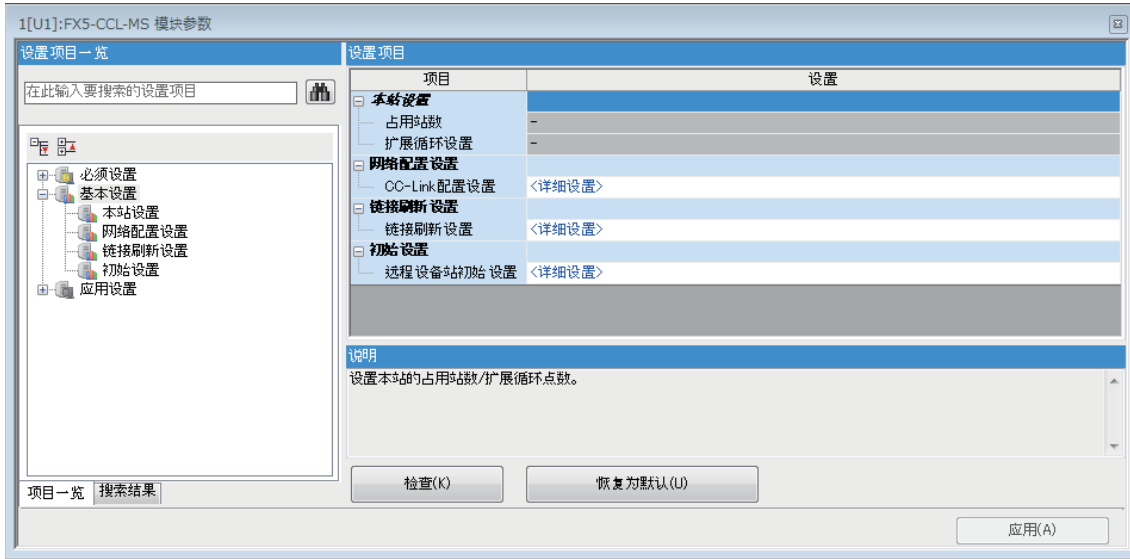 1[U1]:FX5-CCL-MS 模块参数
设置项目一览
在此输入要搜索的设置项目
必须设置
基本设置
本站设置
网络配置设置
链接刷新设置
初始设置
应用设置
项目一览 搜索结果
设置项目
项目 设置
本站设置
占用站数 -
扩展循环设置 -
网络配置设置
CC-Link配置设置 <详细设置>
链接刷新设置
链接刷新设置 <详细设置>
初始设置
远程设备站初始设置 <详细设置>
说明
设置本站的占用站数/扩展循环点数。
检查(K) 恢复为默认(U)
应用(A)